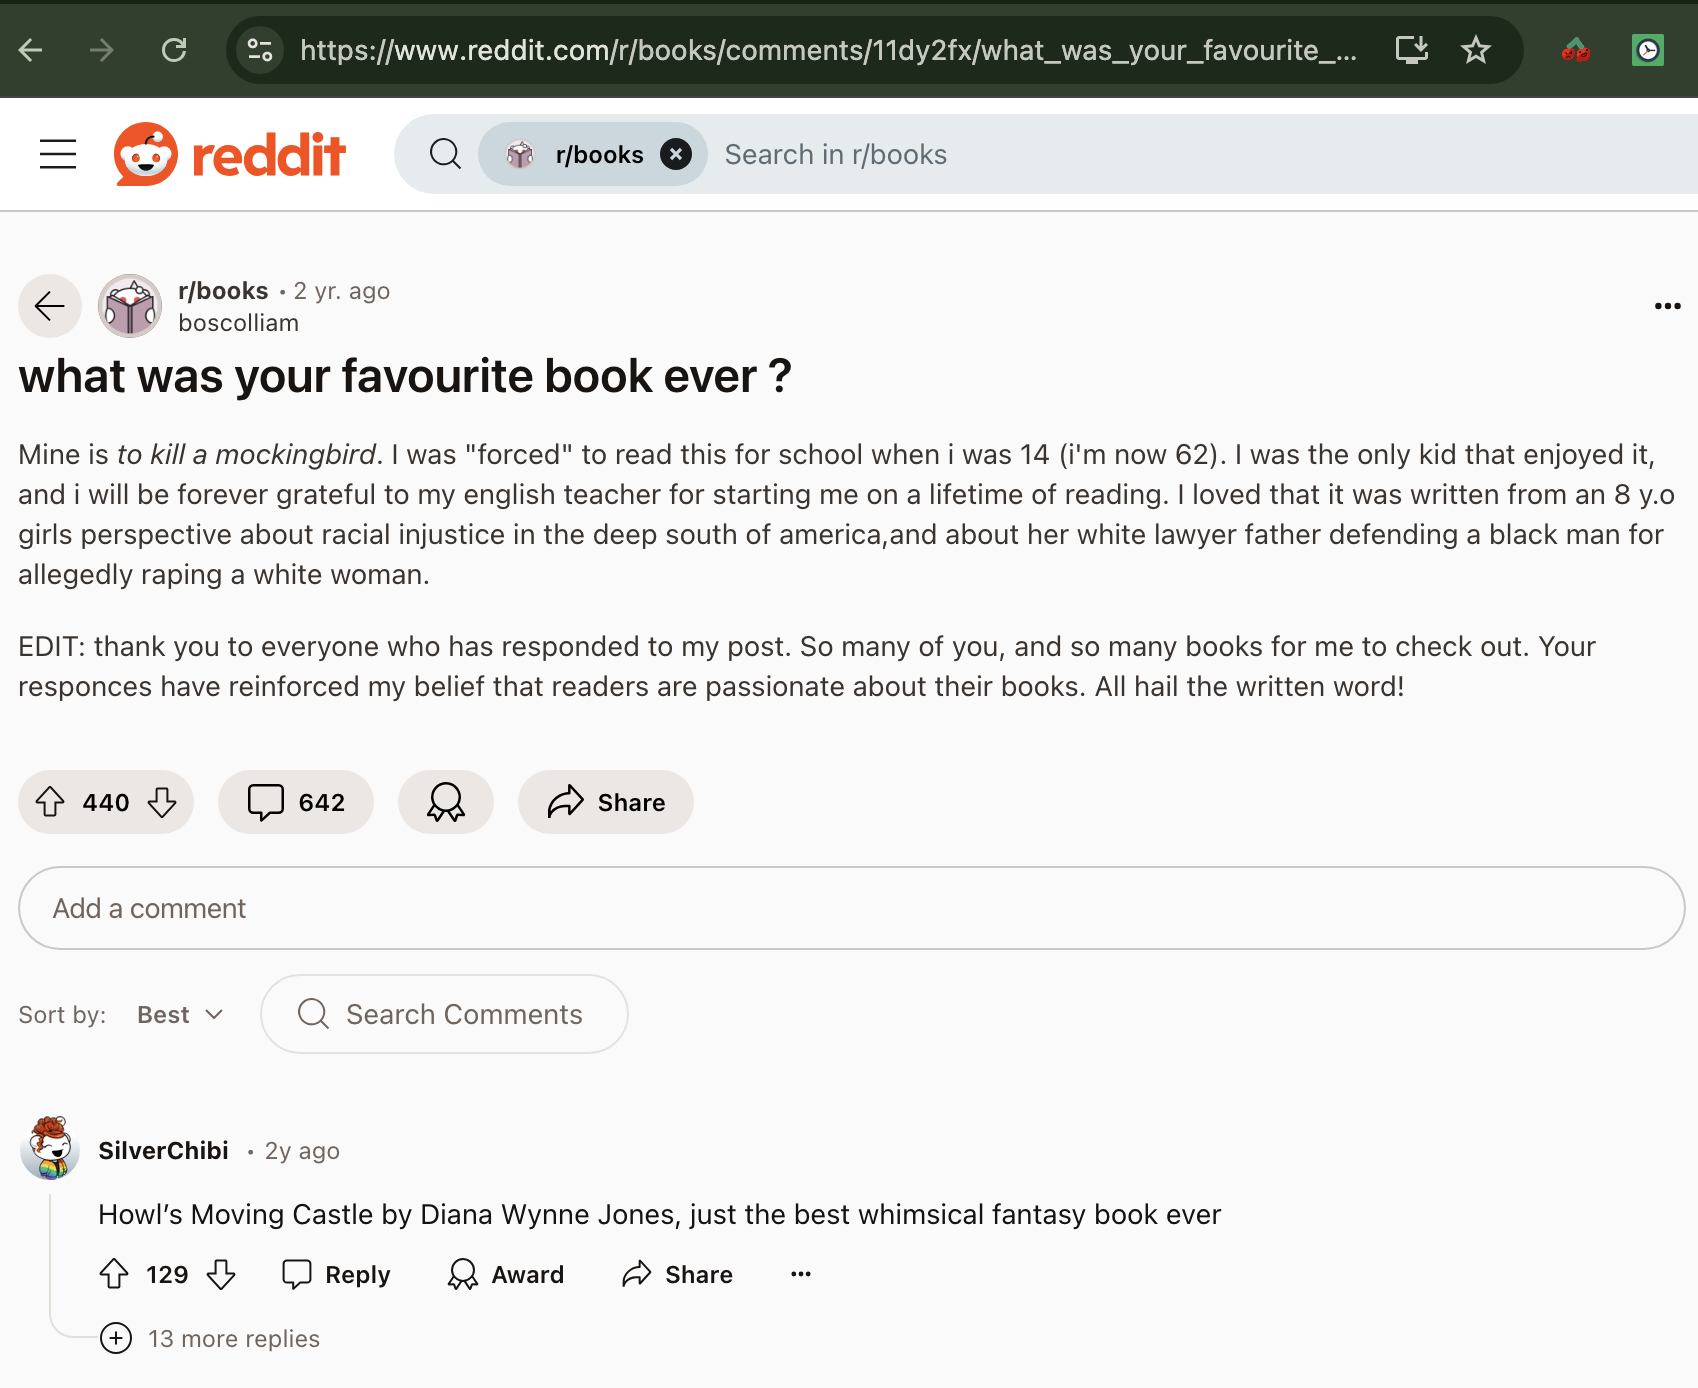 https://www.reddit.com/r/books/comments/11dy2fx/what_was_your_favourite_...
reddit
r/books
Search in r/books
r/books • 2 yr. ago
boscolliam
what was your favourite book ever ?
Mine is to kill a mockingbird. I was "forced" to read this for school when i was 14 (i'm now 62). I was the only kid that enjoyed it,
and i will be forever grateful to my english teacher for starting me on a lifetime of reading. I loved that it was written from an 8 y.o
girls perspective about racial injustice in the deep south of america,and about her white lawyer father defending a black man for
allegedly raping a white woman.
EDIT: thank you to everyone who has responded to my post. So many of you, and so many books for me to check out. Your
responces have reinforced my belief that readers are passionate about their books. All hail the written word!
440 642 Share
Add a comment
Sort by: Best Search Comments
SilverChibi • 2y ago
Howl’s Moving Castle by Diana Wynne Jones, just the best whimsical fantasy book ever
129 Reply Award Share
13 more replies